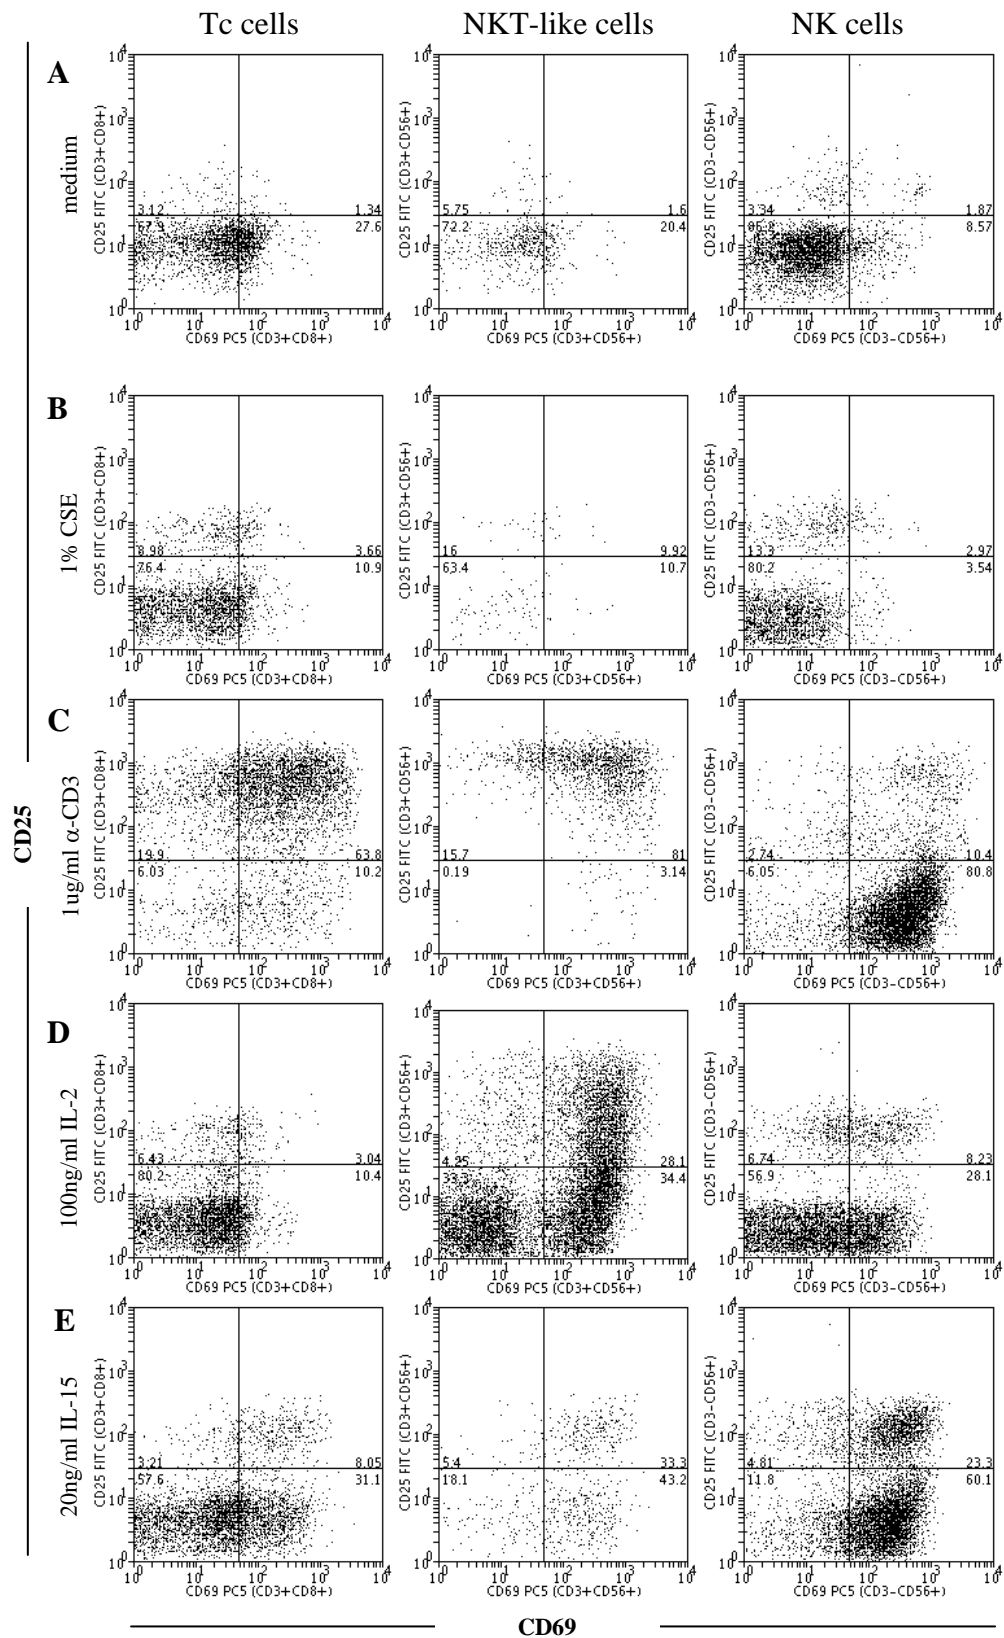 Tc cells NKT-like cells NK cells
A
medium
CD25 FITC (CD3+CD8+)
3.12 1.34
27.6
CD69 PC5 (CD3+CD8+)
CD25 FITC (CD3+CD56+)
5.75 1.6
72.2 20.4
CD69 PC5 (CD3+CD56+)
CD25 FITC (CD3-CD56+)
3.34 1.87
8.57
CD69 PC5 (CD3-CD56+)
B
1% CSE
CD25 FITC (CD3+CD8+)
8.98 3.66
76.4 10.9
CD69 PC5 (CD3+CD8+)
CD25 FITC (CD3+CD56+)
16 9.92
63.4 10.7
CD69 PC5 (CD3+CD56+)
CD25 FITC (CD3-CD56+)
13.3 2.97
80.2 3.54
CD69 PC5 (CD3-CD56+)
C
1ug/ml α-CD3
CD25 FITC (CD3+CD8+)
19.9 63.8
6.03 10.2
CD69 PC5 (CD3+CD8+)
CD25 FITC (CD3+CD56+)
15.7 81
0.19 3.14
CD69 PC5 (CD3+CD56+)
CD25 FITC (CD3-CD56+)
2.74 10.4
6.05 80.8
CD69 PC5 (CD3-CD56+)
CD25
D
100ng/ml IL-2
CD25 FITC (CD3+CD8+)
6.43 3.04
80.2 10.4
CD69 PC5 (CD3+CD8+)
CD25 FITC (CD3+CD56+)
4.25 28.1
33.3 34.4
CD69 PC5 (CD3+CD56+)
CD25 FITC (CD3-CD56+)
6.74 8.23
56.9 28.1
CD69 PC5 (CD3-CD56+)
E
20ng/ml IL-15
CD25 FITC (CD3+CD8+)
3.21 8.05
57.6 31.1
CD69 PC5 (CD3+CD8+)
CD25 FITC (CD3+CD56+)
5.4 33.3
18.1 43.2
CD69 PC5 (CD3+CD56+)
CD25 FITC (CD3-CD56+)
4.81 23.3
11.8 60.1
CD69 PC5 (CD3-CD56+)
CD69